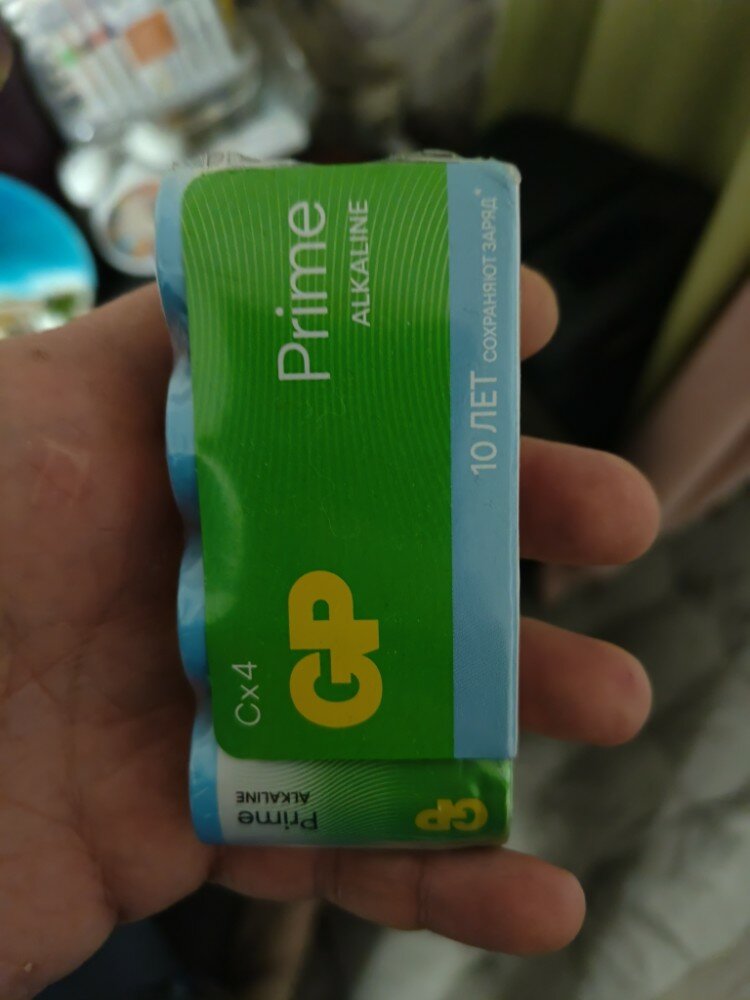 Prime
ALKALINE
10 ЛЕТ СОХРАНЯЮТ ЗАРЯД*
GP
C x 4
Prime
ALKALINE
GP